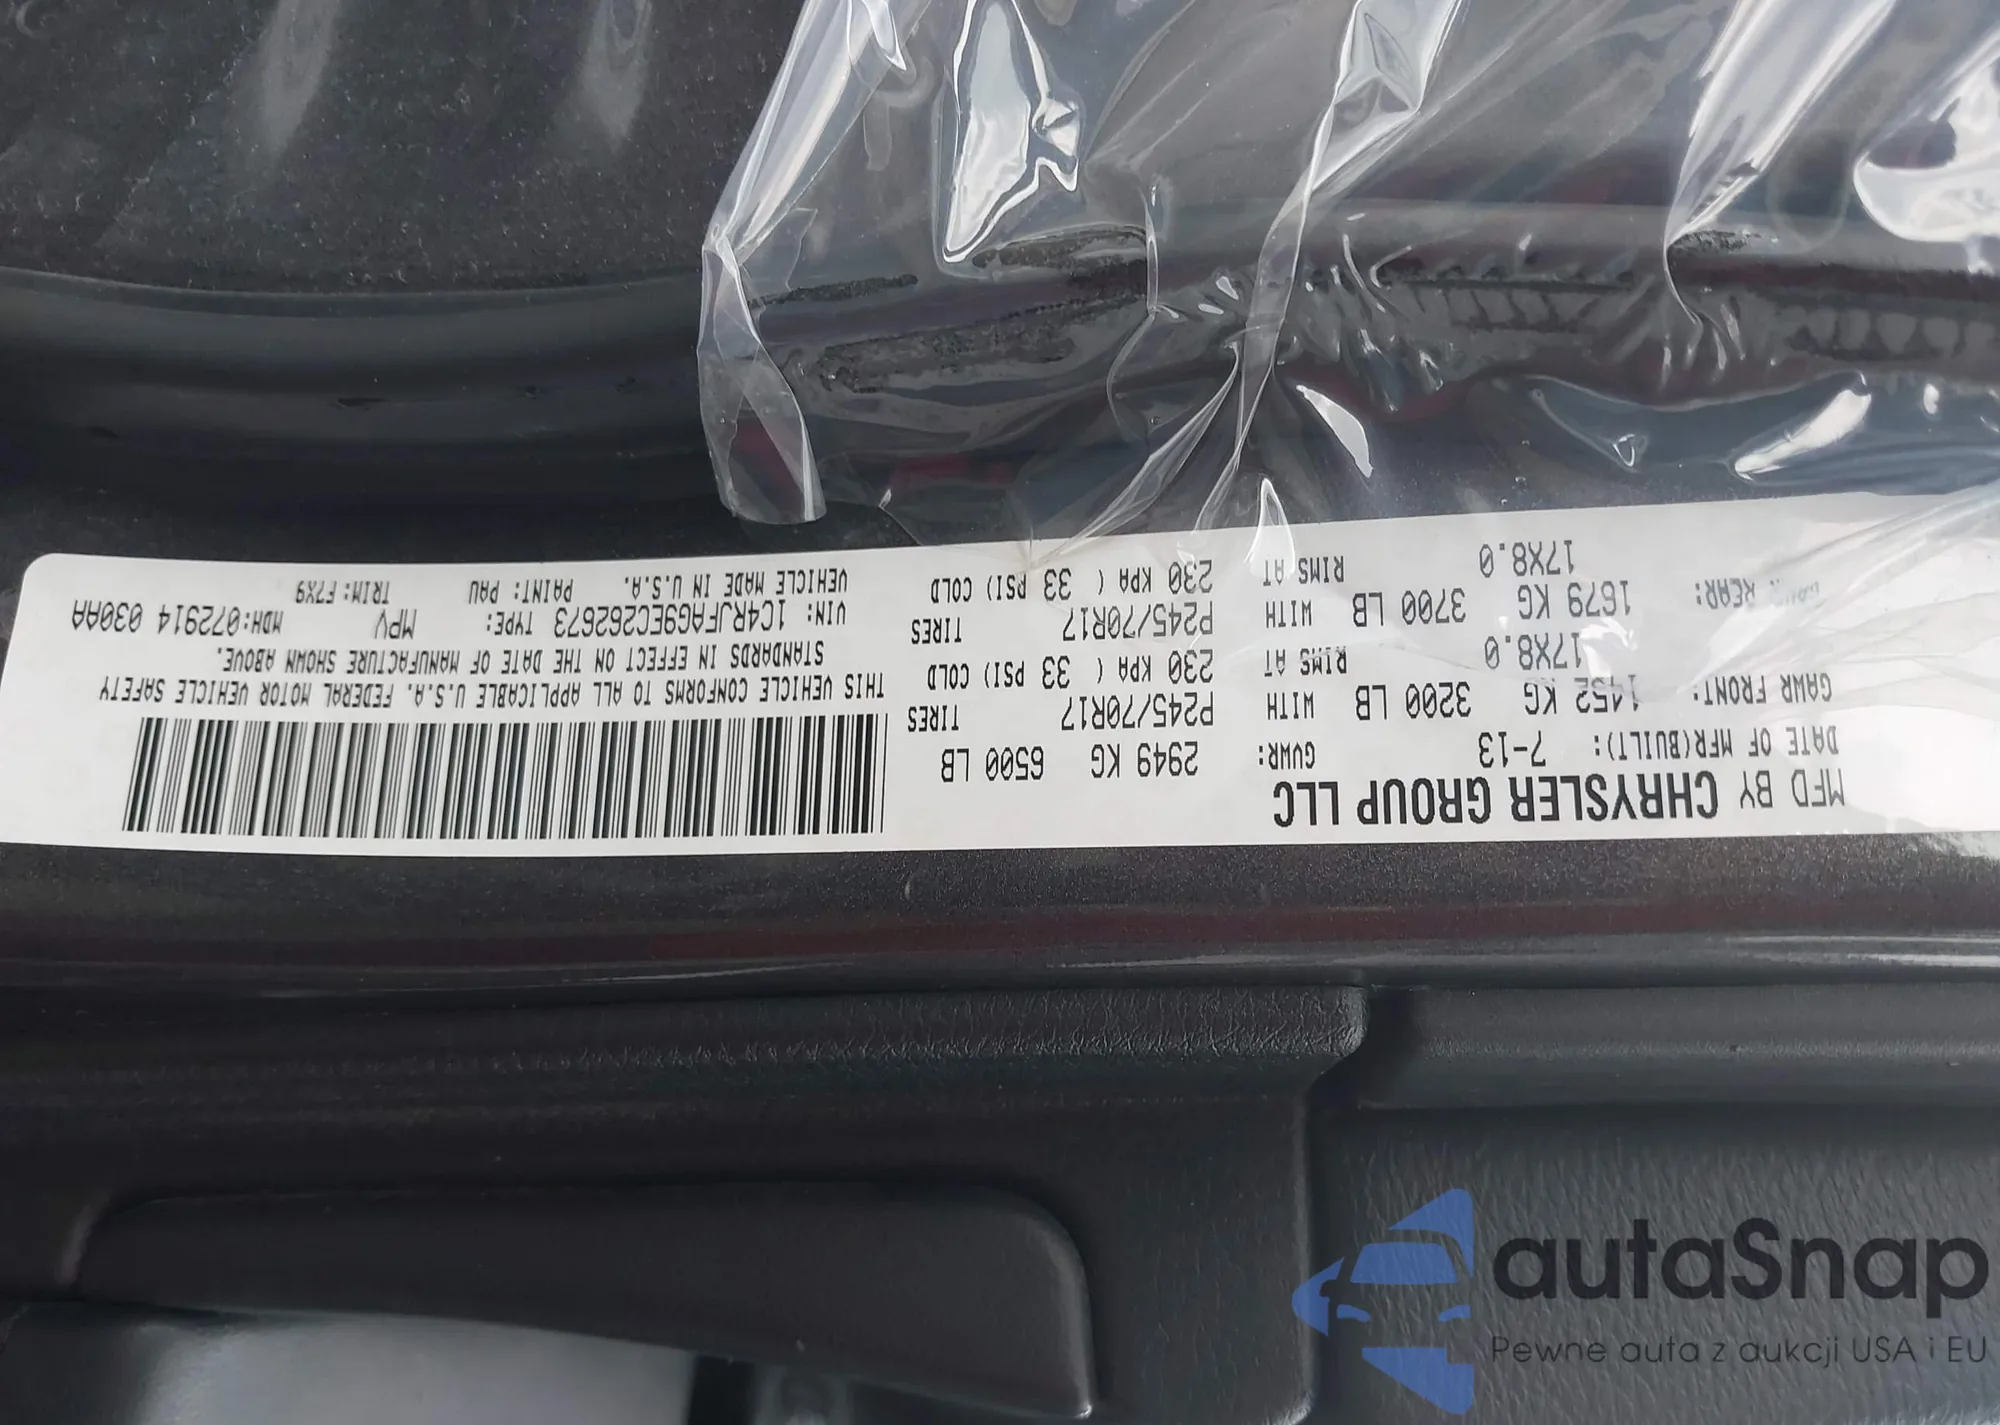 MFD BY CHRYSLER GROUP LLC
DATE OF MFR(BUILT): 7-13 GVWR: 2949 KG 6500 LB
GAWR FRONT: 1452 KG 3200 LB WITH P245/70R17 TIRES
17X8.0 RIMS AT 230 KPA ( 33 PSI) COLD
GAWR REAR: 1679 KG 3700 LB WITH P245/70R17 TIRES
17X8.0 RIMS AT 230 KPA ( 33 PSI) COLD
THIS VEHICLE CONFORMS TO ALL APPLICABLE U.S.A. FEDERAL MOTOR VEHICLE SAFETY
STANDARDS IN EFFECT ON THE DATE OF MANUFACTURE SHOWN ABOVE.
VIN: 1C4RJFAG9EC262673 TYPE: MPV MDH:072914 030AA
VEHICLE MADE IN U.S.A. PAINT: PAU TRIM: F7X9
autaSnap
Pewne auta z aukcji USA i EU